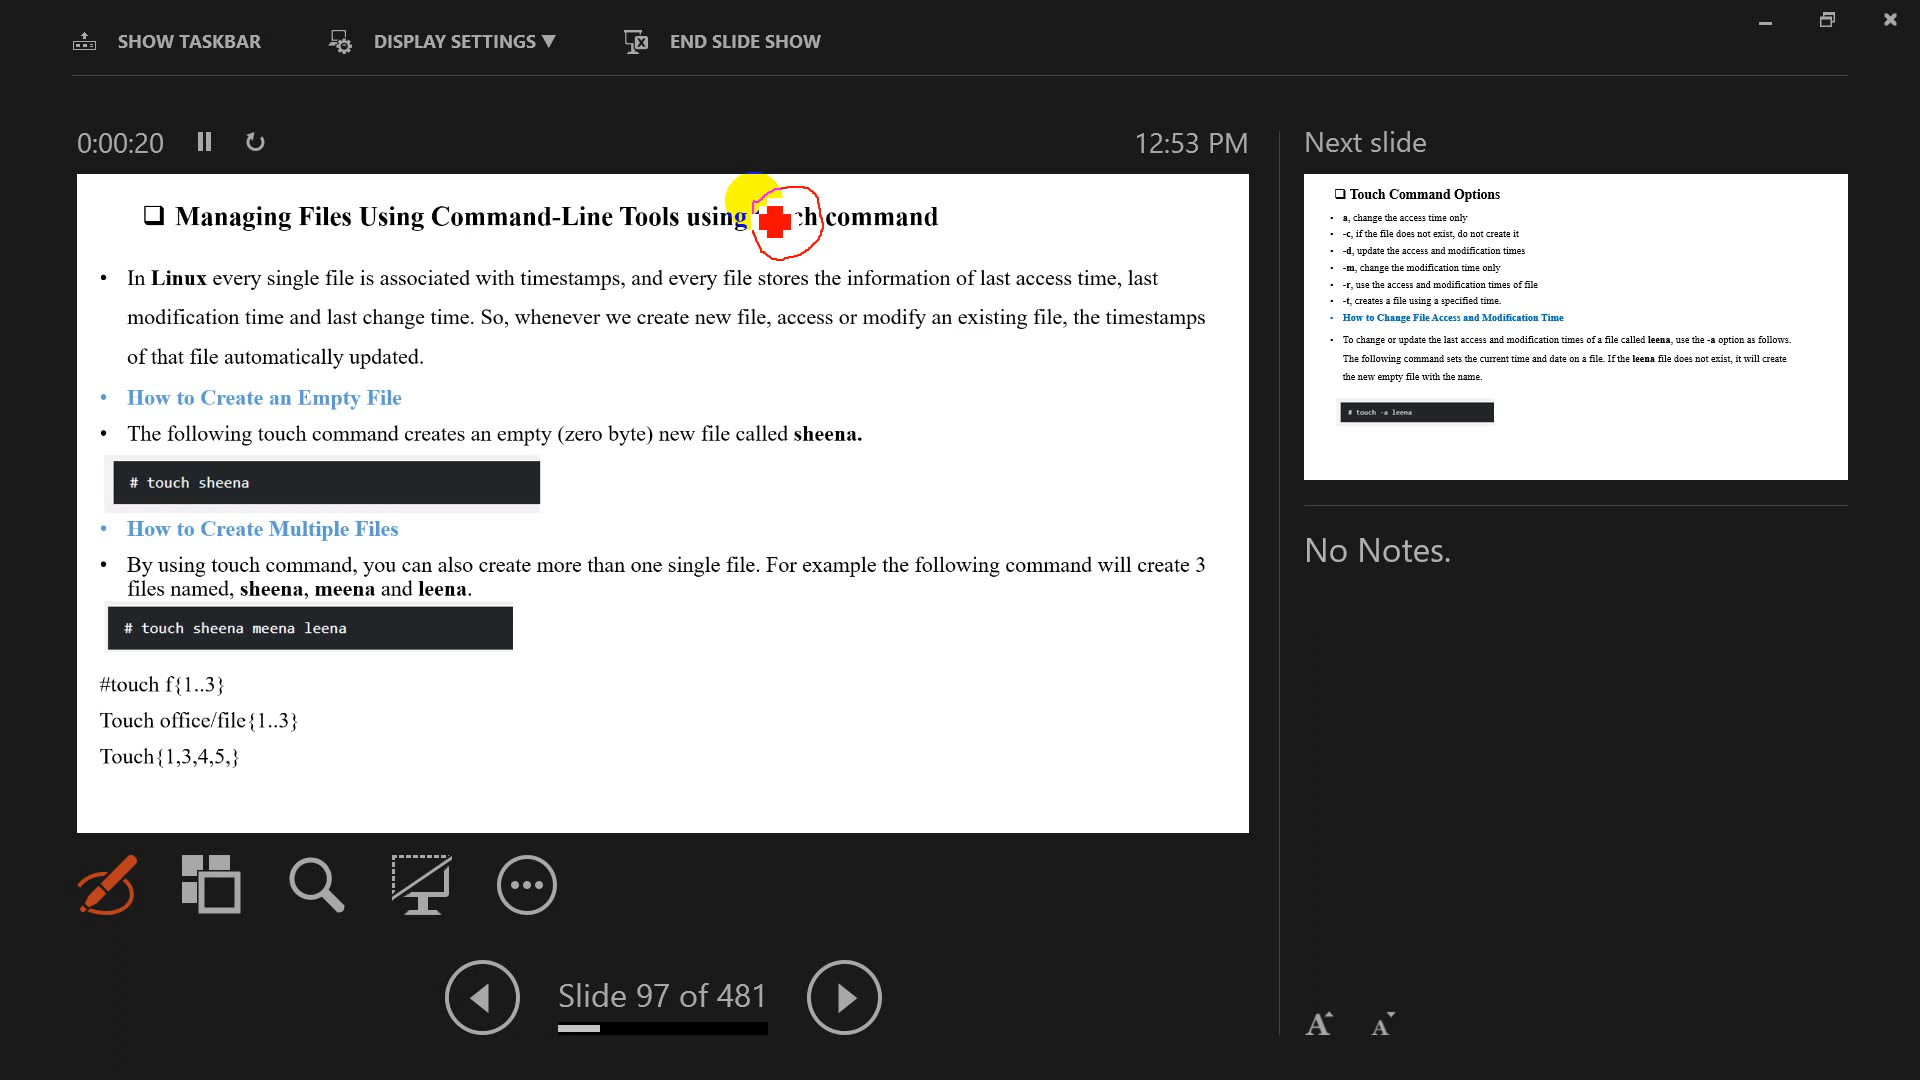 SHOW TASKBAR
DISPLAY SETTINGS ▼
END SLIDE SHOW
0:00:20
12:53 PM
Next slide
❑ Managing Files Using Command-Line Tools using command
• In Linux every single file is associated with timestamps, and every file stores the information of last access time, last
modification time and last change time. So, whenever we create new file, access or modify an existing file, the timestamps
of that file automatically updated.
• How to Create an Empty File
• The following touch command creates an empty (zero byte) new file called sheena.
# touch sheena
• How to Create Multiple Files
• By using touch command, you can also create more than one single file. For example the following command will create 3
files named, sheena, meena and leena.
# touch sheena meena leena
#touch f{1..3}
Touch office/file{1..3}
Touch{1,3,4,5,}
❑ Touch Command Options
• a, change the access time only
• -c, if the file does not exist, do not create it
• -d, update the access and modification times
• -m, change the modification time only
• -r, use the access and modification times of file
• -t, creates a file using a specified time.
• How to Change File Access and Modification Time
• To change or update the last access and modification times of a file called leena, use the -a option as follows.
The following command sets the current time and date on a file. If the leena file does not exist, it will create
the new empty file with the name.
# touch -a leena
No Notes.
Slide 97 of 481
A A